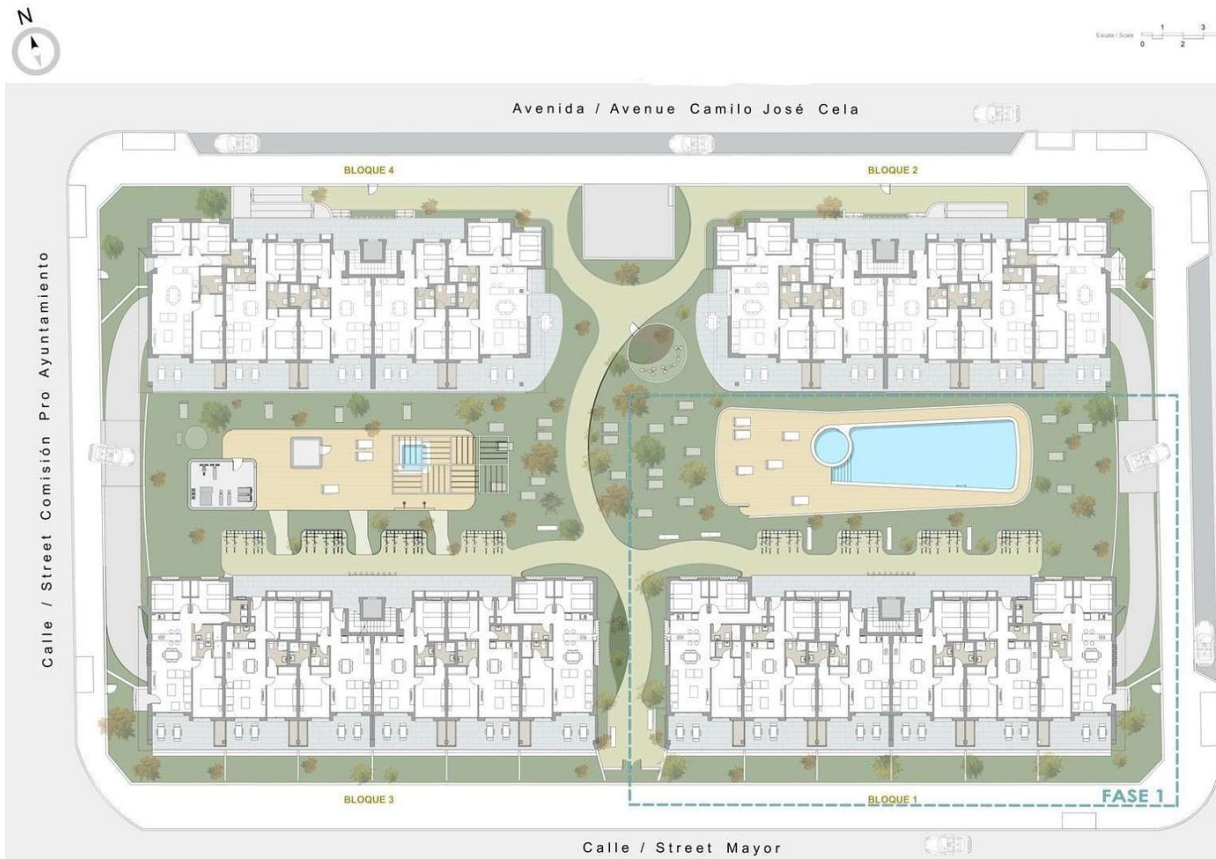 N
Escala / Scale
0 1 2 3
Avenida / Avenue Camilo José Cela
BLOQUE 4
BLOQUE 2
Calle / Street Comisión Pro Ayuntamiento
BLOQUE 3
BLOQUE 1
FASE 1
Calle / Street Mayor